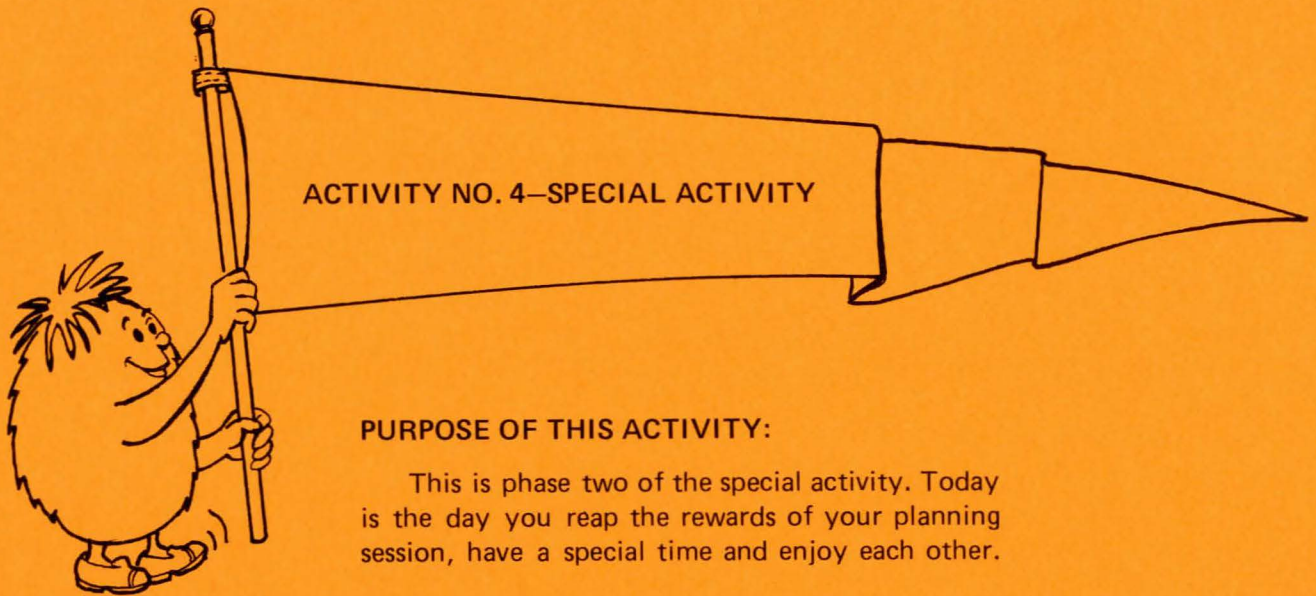 ACTIVITY NO. 4—SPECIAL ACTIVITY
PURPOSE OF THIS ACTIVITY:
This is phase two of the special activity. Today
is the day you reap the rewards of your planning
session, have a special time and enjoy each other.